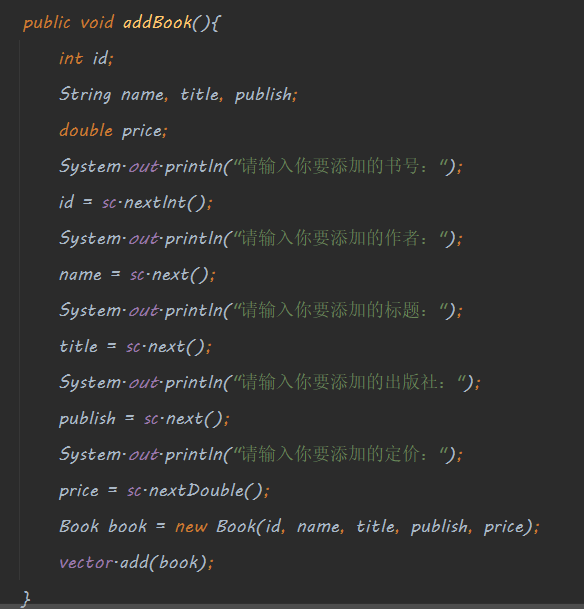 public void addBook(){
int id;
String name, title, publish;
double price;
System.out.println("请输入你要添加的书号：");
id = sc.nextInt();
System.out.println("请输入你要添加的作者：");
name = sc.next();
System.out.println("请输入你要添加的标题：");
title = sc.next();
System.out.println("请输入你要添加的出版社：");
publish = sc.next();
System.out.println("请输入你要添加的定价：");
price = sc.nextDouble();
Book book = new Book(id, name, title, publish, price);
vector.add(book);
}